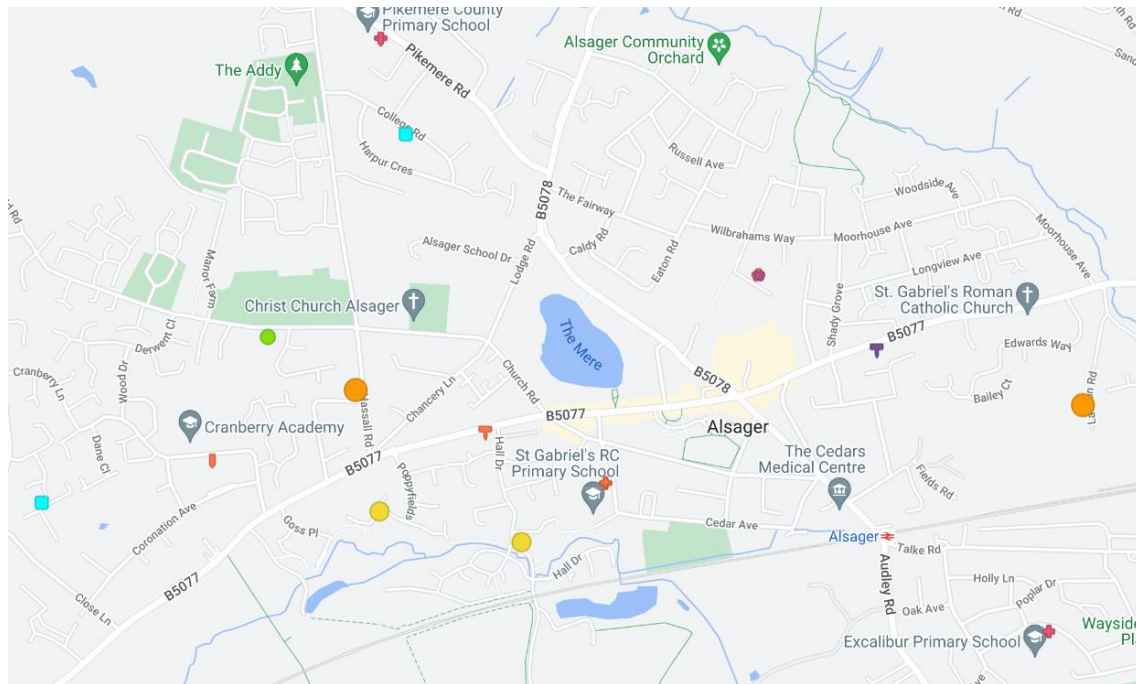 Pikemere County
Primary School
Alsager Community
Orchard
The Addy
Pikemere Rd
College Rd
Harpur Cres
Russell Ave
Woodside Ave
B5078
The Fairway
Wilbrahams Way
Moorhouse Ave
Moorhouse Ave
Alsager School Dr
Lodge Rd
Caldy Rd
Eaton Rd
Longview Ave
Manor Farm
Christ Church Alsager
St. Gabriel's Roman
Catholic Church
Shady Grove
Derwent Cl
The Mere
B5077
Edwards Way
Cranberry Ln
Wood Dr
Chancery Ln
Church Rd
B5078
Bailey Ct
Hassall Rd
B5077
Alsager
Cranberry Academy
Dane Cl
B5077
Hall Dr
St Gabriel's RC
Primary School
The Cedars
Medical Centre
Poppyfields
Fields Rd
Coronation Ave
Goss Pl
Cedar Ave
Alsager
Talke Rd
Hall Dr
B5077
Close Ln
Audley Rd
Holly Ln
Poplar Dr
Oak Ave
Excalibur Primary School